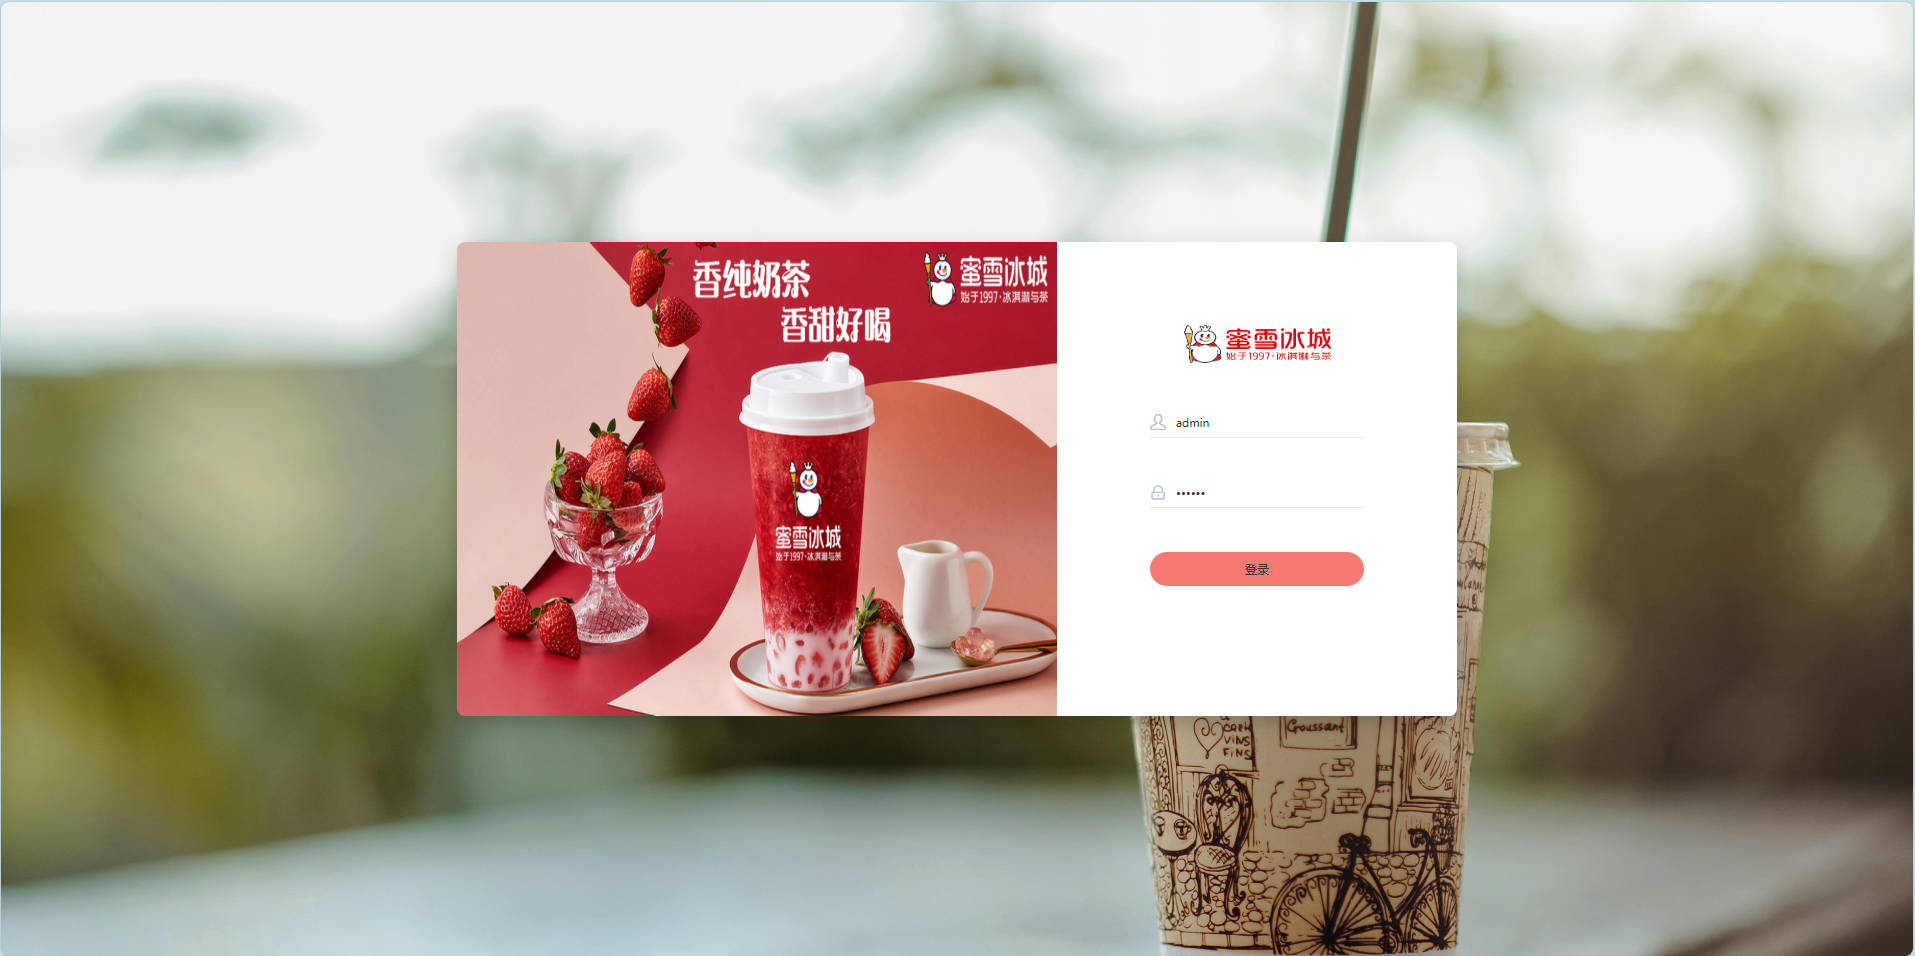 香纯奶茶
香甜好喝
蜜雪冰城
始于1997·冰淇淋与茶
蜜雪冰城
始于1997·冰淇淋与茶
蜜雪冰城
始于1997·冰淇淋与茶
admin
••••••
登录
CAFÉ
VINS
FINS
Croissant